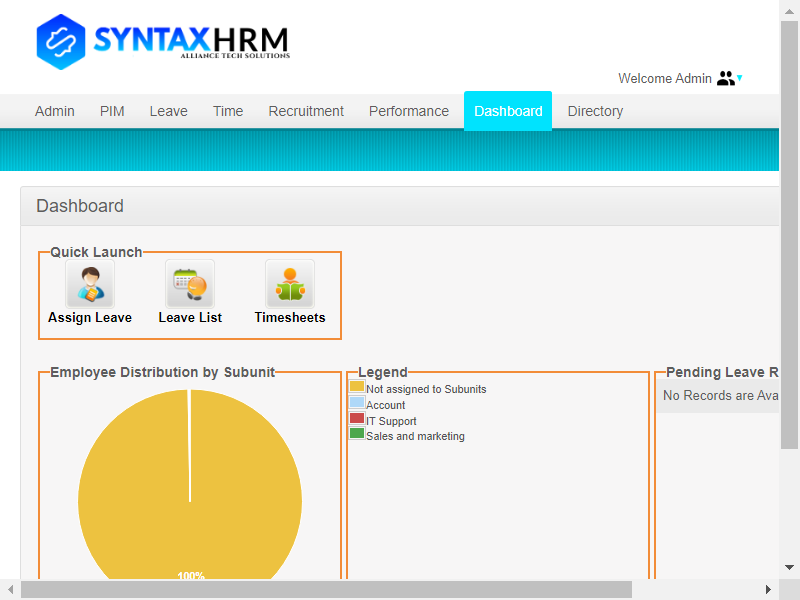 SYNTAXHRM
ALLIANCE TECH SOLUTIONS
Welcome Admin
Admin PIM Leave Time Recruitment Performance Dashboard Directory
Dashboard
Quick Launch
Assign Leave Leave List Timesheets
Employee Distribution by Subunit
100%
Legend
Not assigned to Subunits
Account
IT Support
Sales and marketing
Pending Leave R
No Records are Ava